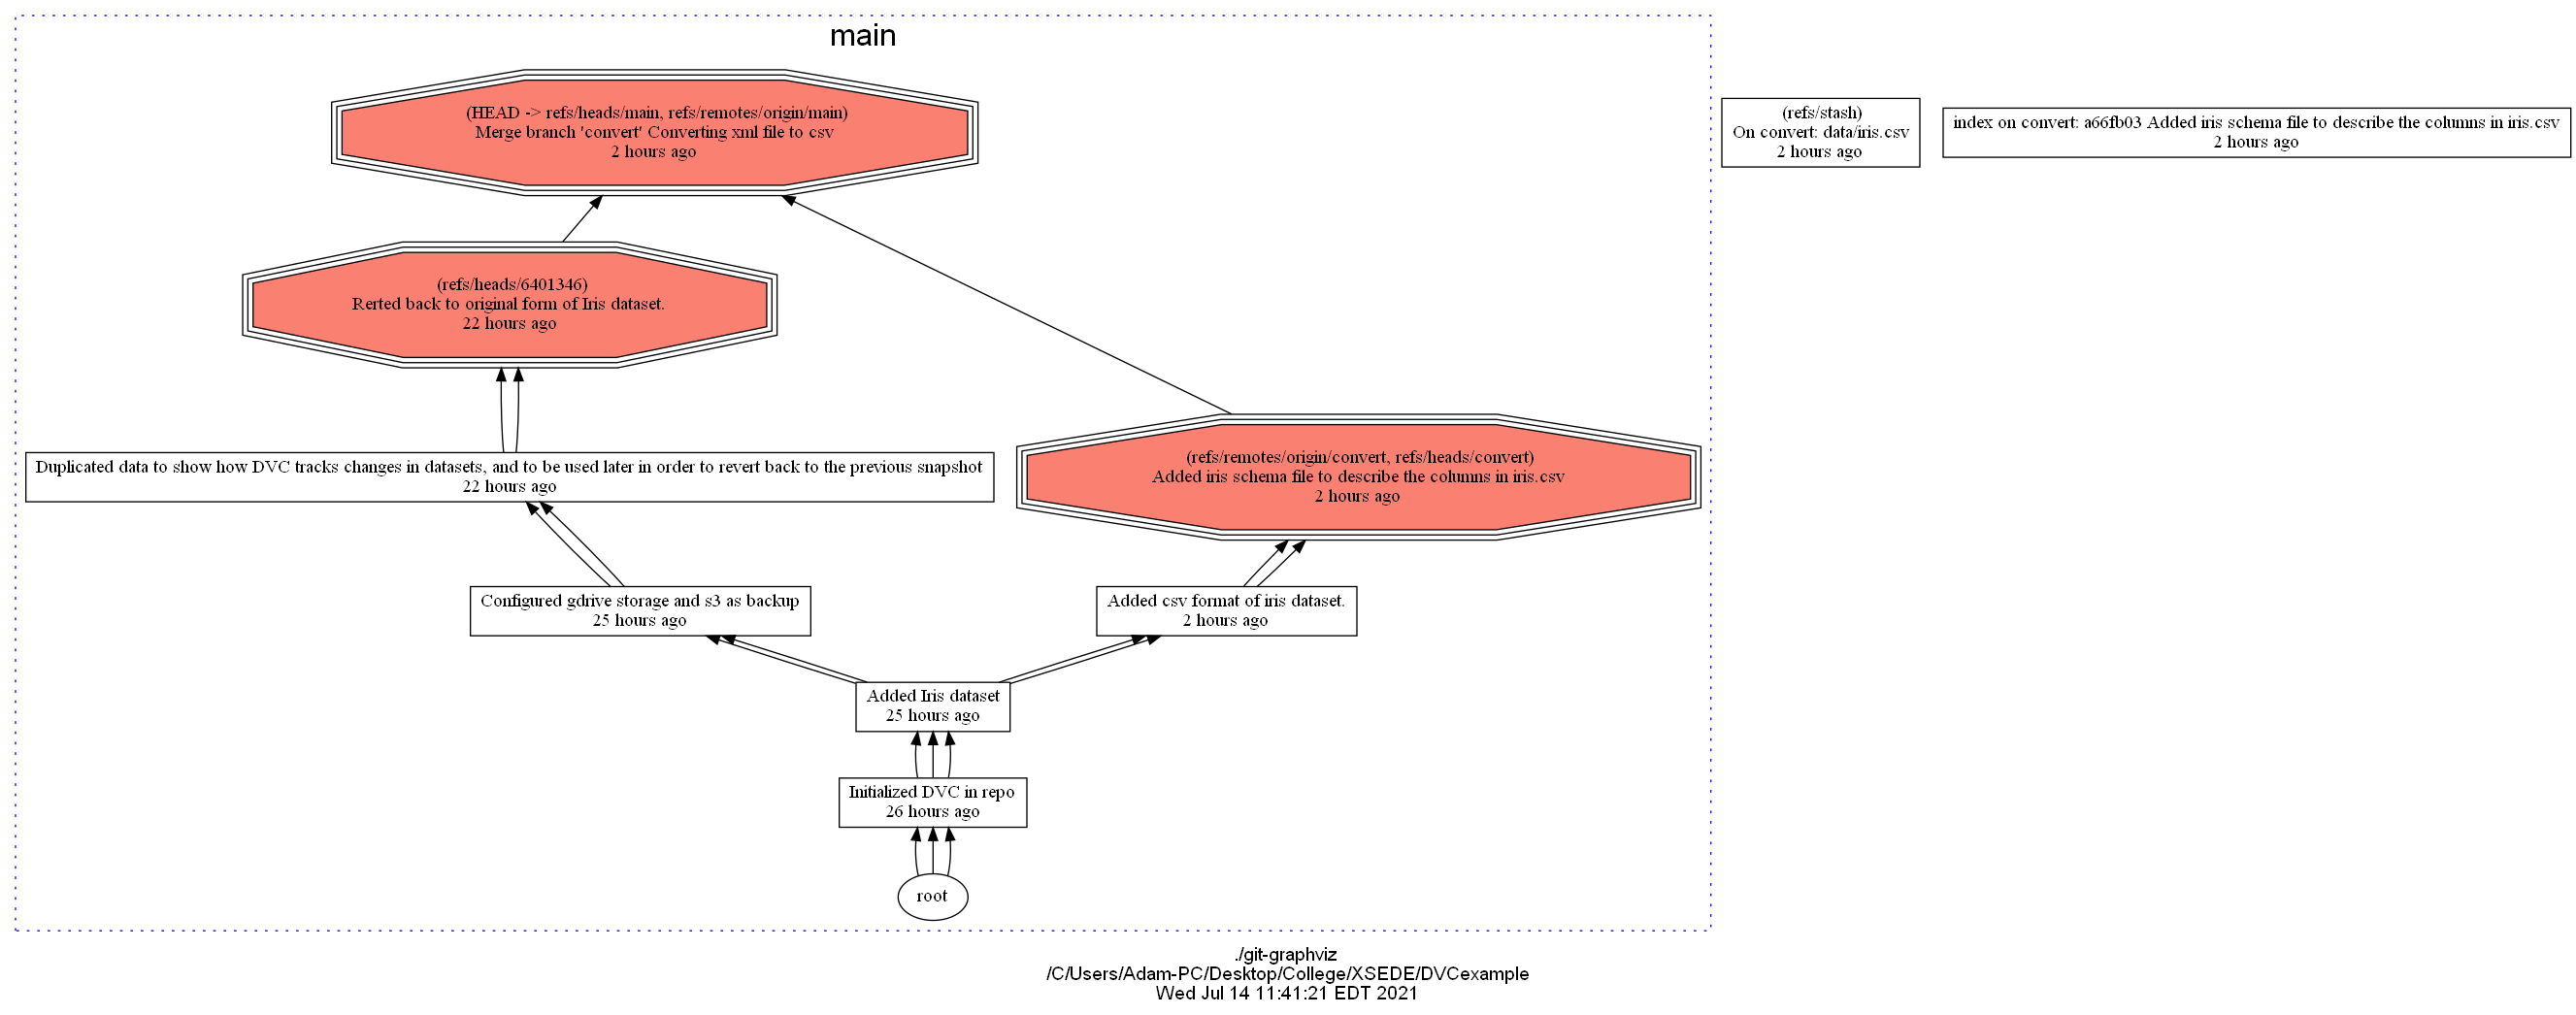 main
(HEAD -> refs/heads/main, refs/remotes/origin/main)
Merge branch 'convert' Converting xml file to csv
2 hours ago
(refs/stash)
On convert: data/iris.csv
2 hours ago
index on convert: a66fb03 Added iris schema file to describe the columns in iris.csv
2 hours ago
(refs/heads/6401346)
Rerted back to original form of Iris dataset.
22 hours ago
Duplicated data to show how DVC tracks changes in datasets, and to be used later in order to revert back to the previous snapshot
22 hours ago
(refs/remotes/origin/convert, refs/heads/convert)
Added iris schema file to describe the columns in iris.csv
2 hours ago
Configured gdrive storage and s3 as backup
25 hours ago
Added csv format of iris dataset.
2 hours ago
Added Iris dataset
25 hours ago
Initialized DVC in repo
26 hours ago
root
./git-graphviz
/C/Users/Adam-PC/Desktop/College/XSEDE/DVCexample
Wed Jul 14 11:41:21 EDT 2021